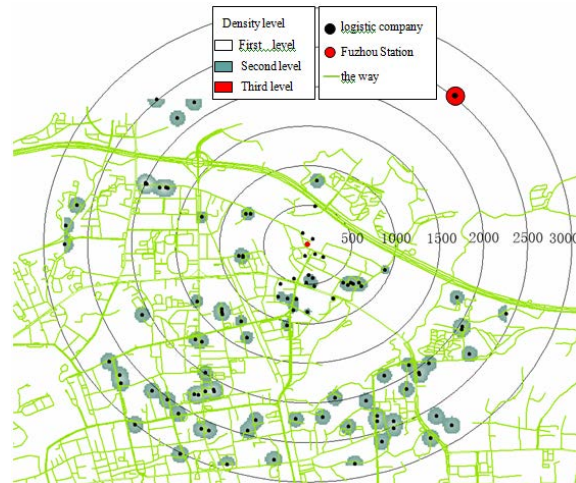 Density level
First level
Second level
Third level
logistic company
Fuzhou Station
the way
500 1000 1500 2000 2500 3000